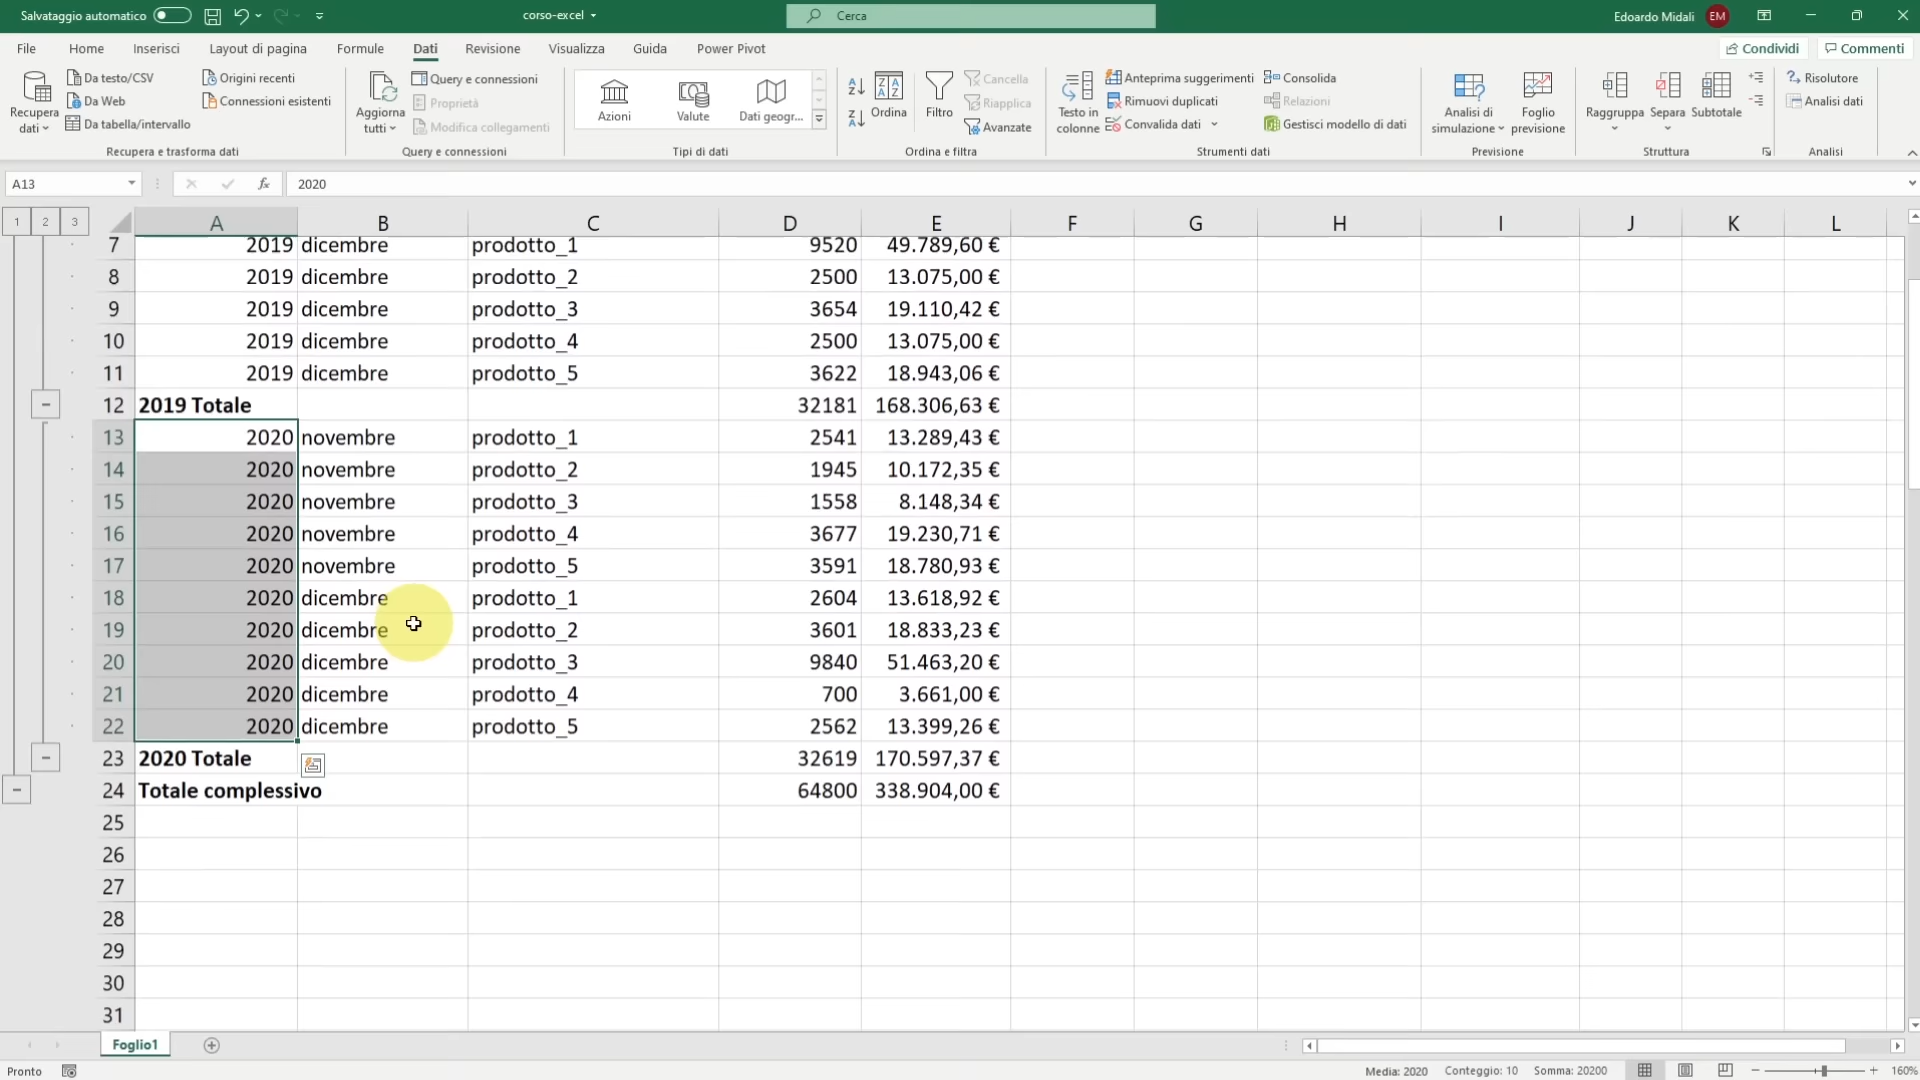 Salvataggio automatico
corso-excel
Cerca
Edoardo Midali
EM
File Home Inserisci Layout di pagina Formule Dati Revisione Visualizza Guida Power Pivot
Condividi Commenti
Recupera dati
Da testo/CSV
Da Web
Da tabella/intervallo
Origini recenti
Connessioni esistenti
Recupera e trasforma dati
Aggiorna tutti
Query e connessioni
Proprietà
Modifica collegamenti
Query e connessioni
Azioni Valute Dati geogr...
Tipi di dati
Ordina Filtro
Cancella
Riapplica
Avanzate
Ordina e filtra
Testo in colonne
Anteprima suggerimenti
Rimuovi duplicati
Convalida dati
Consolida
Relazioni
Gestisci modello di dati
Strumenti dati
Analisi di simulazione
Foglio previsione
Previsione
Raggruppa Separa Subtotale
Struttura
Risolutore
Analisi dati
Analisi
A13 fx 2020
1 2 3
A B C D E F G H I J K L
7 2019 dicembre prodotto_1 9520 49.789,60 €
8 2019 dicembre prodotto_2 2500 13.075,00 €
9 2019 dicembre prodotto_3 3654 19.110,42 €
10 2019 dicembre prodotto_4 2500 13.075,00 €
11 2019 dicembre prodotto_5 3622 18.943,06 €
12 2019 Totale 32181 168.306,63 €
13 2020 novembre prodotto_1 2541 13.289,43 €
14 2020 novembre prodotto_2 1945 10.172,35 €
15 2020 novembre prodotto_3 1558 8.148,34 €
16 2020 novembre prodotto_4 3677 19.230,71 €
17 2020 novembre prodotto_5 3591 18.780,93 €
18 2020 dicembre prodotto_1 2604 13.618,92 €
19 2020 dicembre prodotto_2 3601 18.833,23 €
20 2020 dicembre prodotto_3 9840 51.463,20 €
21 2020 dicembre prodotto_4 700 3.661,00 €
22 2020 dicembre prodotto_5 2562 13.399,26 €
23 2020 Totale 32619 170.597,37 €
24 Totale complessivo 64800 338.904,00 €
25
26
27
28
29
30
31
Foglio1
Pronto
Media: 2020 Conteggio: 10 Somma: 20200
160%